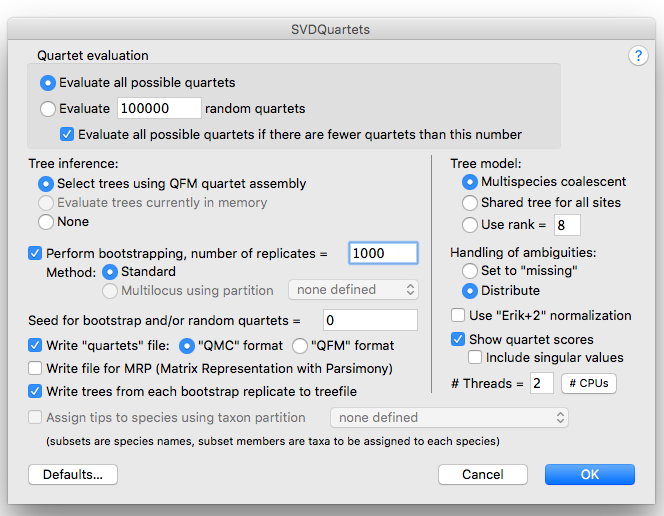 SVDQuartets
Quartet evaluation
?
Evaluate all possible quartets
Evaluate 100000 random quartets
Evaluate all possible quartets if there are fewer quartets than this number
Tree inference:
Select trees using QFM quartet assembly
Evaluate trees currently in memory
None
Perform bootstrapping, number of replicates = 1000
Method: Standard
Multilocus using partition none defined
Seed for bootstrap and/or random quartets = 0
Write "quartets" file: "QMC" format "QFM" format
Write file for MRP (Matrix Representation with Parsimony)
Write trees from each bootstrap replicate to treefile
Tree model:
Multispecies coalescent
Shared tree for all sites
Use rank = 8
Handling of ambiguities:
Set to "missing"
Distribute
Use "Erik+2" normalization
Show quartet scores
Include singular values
# Threads = 2 # CPUs
Assign tips to species using taxon partition none defined
(subsets are species names, subset members are taxa to be assigned to each species)
Defaults... Cancel OK